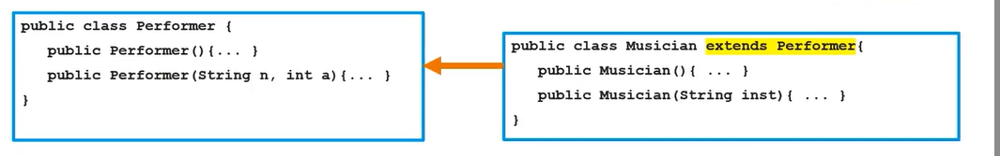 public class Performer {
public Performer(){... }
public Performer(String n, int a){... }
}
public class Musician extends Performer{
public Musician(){ ... }
public Musician(String inst){ ... }
}